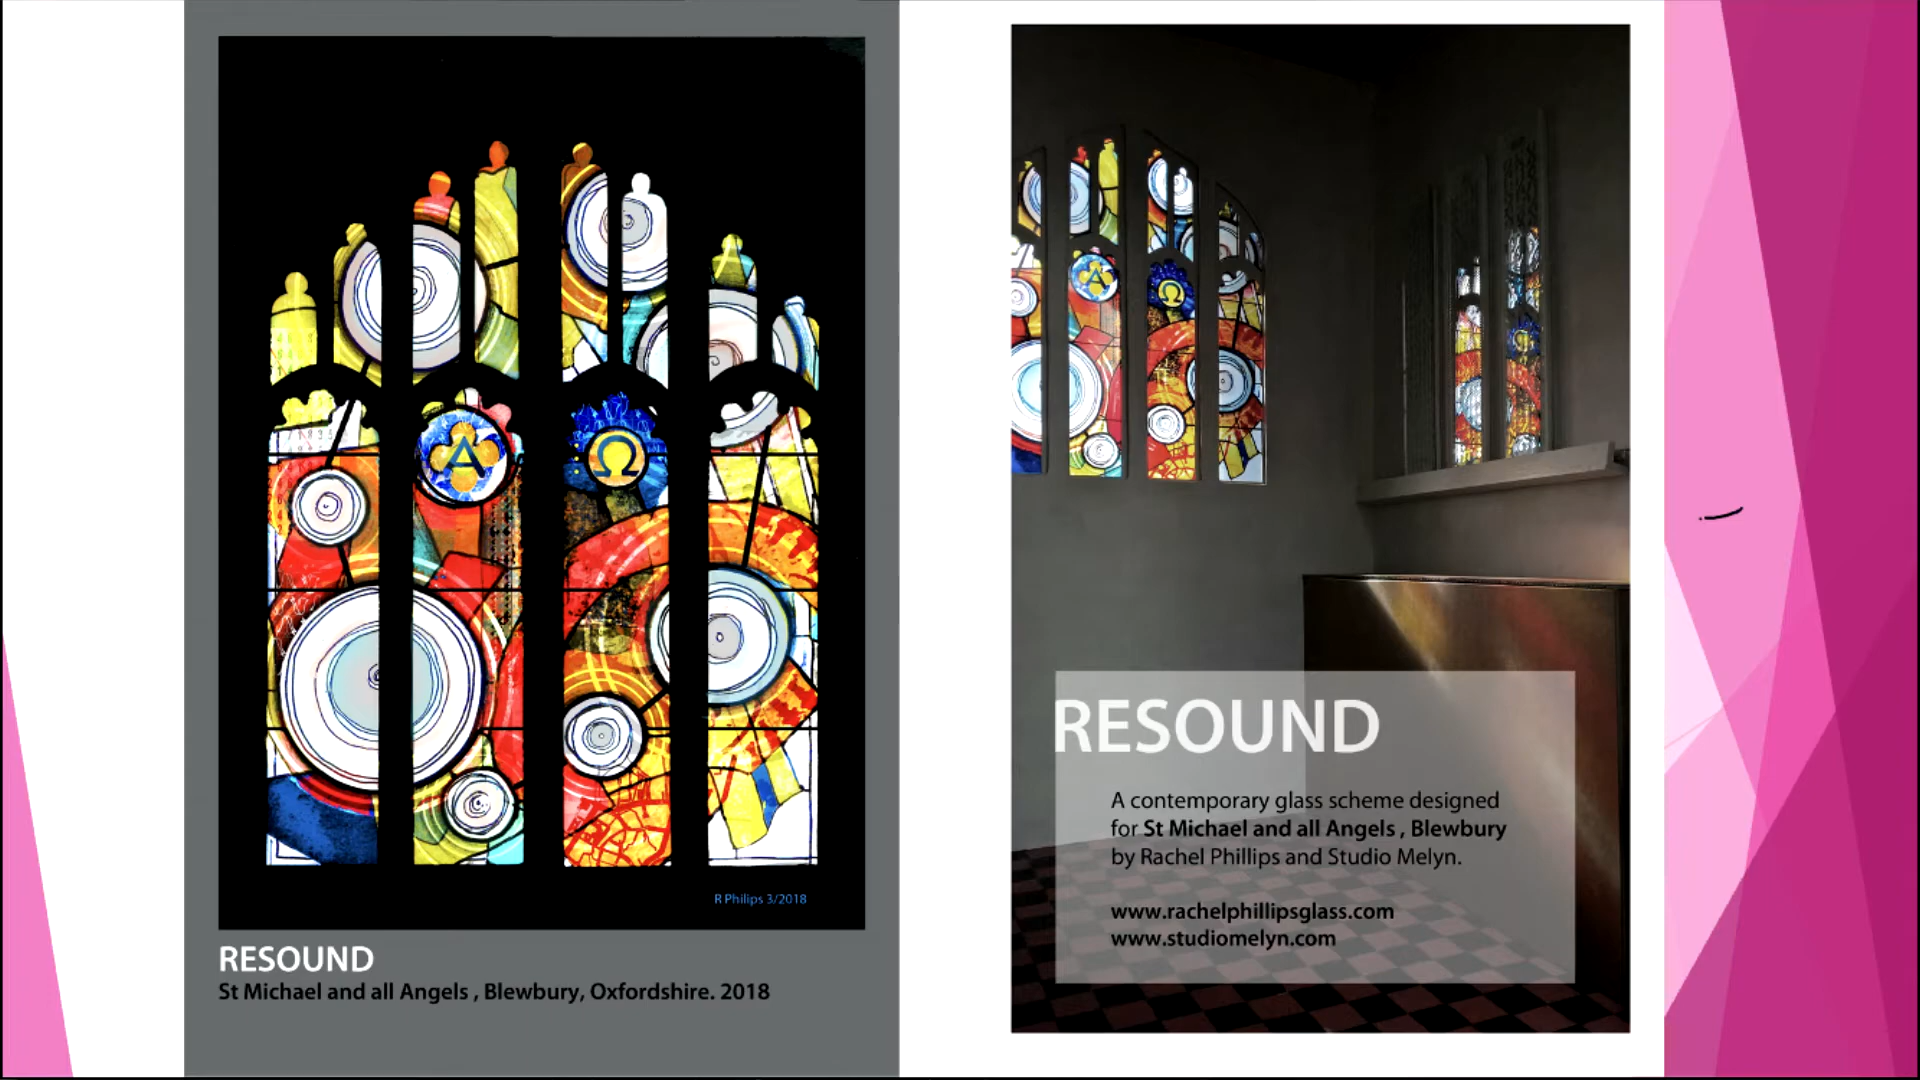 A
Ω
R Philips 3/2018
RESOUND
St Michael and all Angels , Blewbury, Oxfordshire. 2018
A
Ω
RESOUND
A contemporary glass scheme designed
for St Michael and all Angels , Blewbury
by Rachel Phillips and Studio Melyn.
www.rachelphillipsglass.com
www.studiomelyn.com